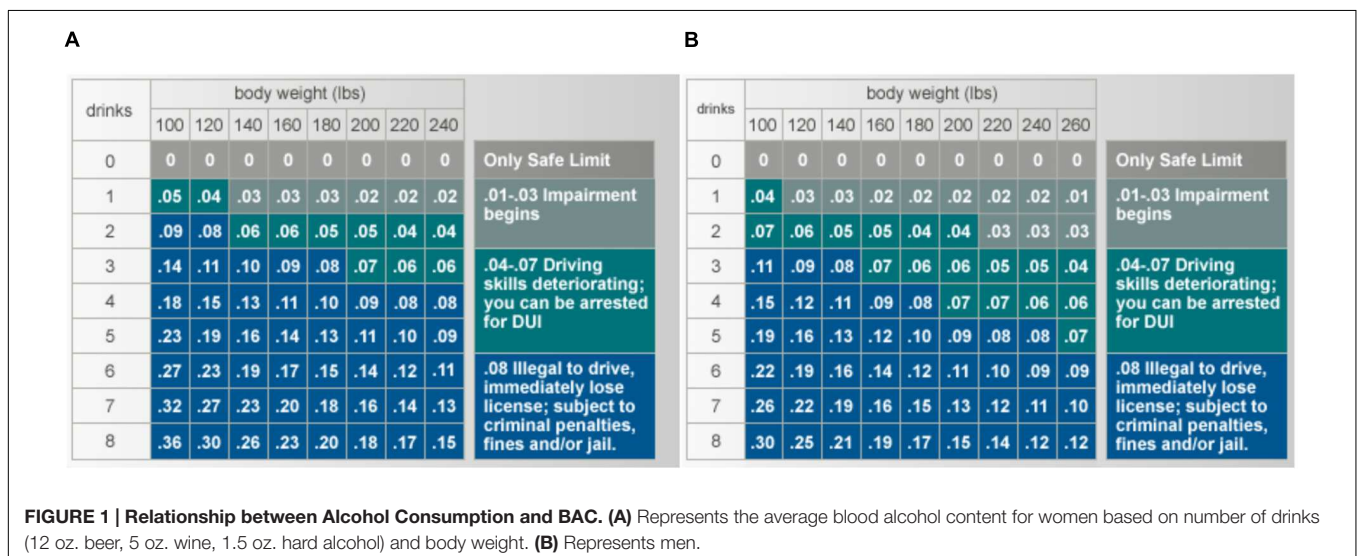 A
B
drinks
body weight (lbs)
100 120 140 160 180 200 220 240
0 0 0 0 0 0 0 0 0
1 .05 .04 .03 .03 .03 .02 .02 .02
2 .09 .08 .06 .06 .05 .05 .04 .04
3 .14 .11 .10 .09 .08 .07 .06 .06
4 .18 .15 .13 .11 .10 .09 .08 .08
5 .23 .19 .16 .14 .13 .11 .10 .09
6 .27 .23 .19 .17 .15 .14 .12 .11
7 .32 .27 .23 .20 .18 .16 .14 .13
8 .36 .30 .26 .23 .20 .18 .17 .15
Only Safe Limit
.01-.03 Impairment
begins
.04-.07 Driving
skills deteriorating;
you can be arrested
for DUI
.08 Illegal to drive,
immediately lose
license; subject to
criminal penalties,
fines and/or jail.
drinks
body weight (lbs)
100 120 140 160 180 200 220 240 260
0 0 0 0 0 0 0 0 0 0
1 .04 .03 .03 .02 .02 .02 .02 .02 .01
2 .07 .06 .05 .05 .04 .04 .03 .03 .03
3 .11 .09 .08 .07 .06 .06 .05 .05 .04
4 .15 .12 .11 .09 .08 .07 .07 .06 .06
5 .19 .16 .13 .12 .10 .09 .08 .08 .07
6 .22 .19 .16 .14 .12 .11 .10 .09 .09
7 .26 .22 .19 .16 .15 .13 .12 .11 .10
8 .30 .25 .21 .19 .17 .15 .14 .12 .12
Only Safe Limit
.01-.03 Impairment
begins
.04-.07 Driving
skills deteriorating;
you can be arrested
for DUI
.08 Illegal to drive,
immediately lose
license; subject to
criminal penalties,
fines and/or jail.
FIGURE 1 | Relationship between Alcohol Consumption and BAC. (A) Represents the average blood alcohol content for women based on number of drinks
(12 oz. beer, 5 oz. wine, 1.5 oz. hard alcohol) and body weight. (B) Represents men.